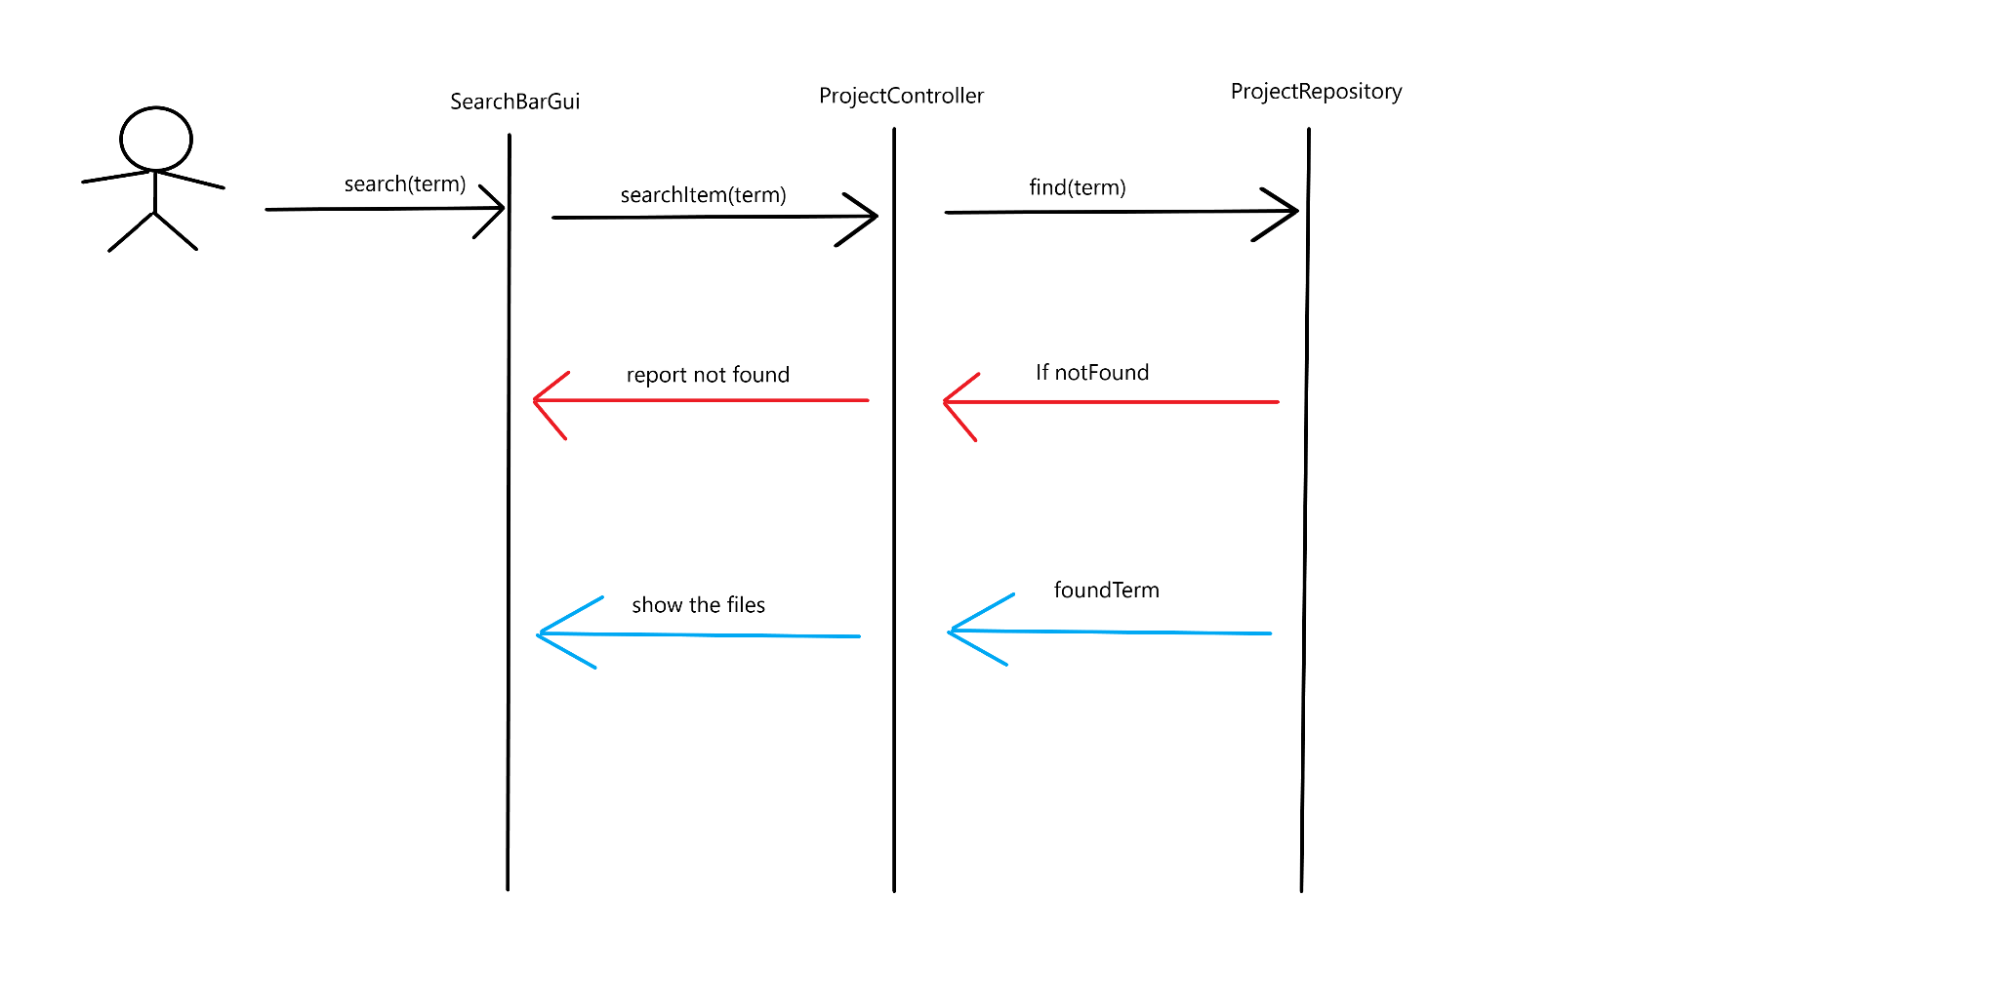 SearchBarGui
ProjectController
ProjectRepository
search(term)
searchItem(term)
find(term)
report not found
If notFound
show the files
foundTerm